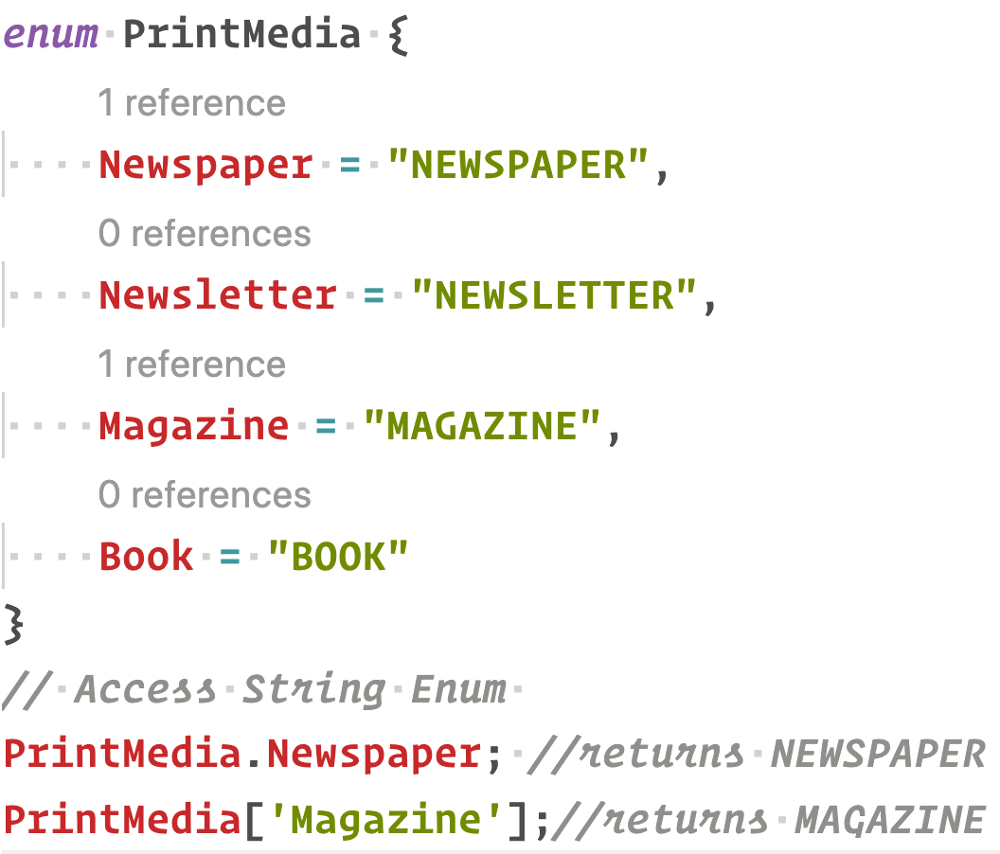 enum PrintMedia {
1 reference
Newspaper = "NEWSPAPER",
0 references
Newsletter = "NEWSLETTER",
1 reference
Magazine = "MAGAZINE",
0 references
Book = "BOOK"
}
// Access String Enum
PrintMedia.Newspaper; //returns NEWSPAPER
PrintMedia['Magazine'];//returns MAGAZINE